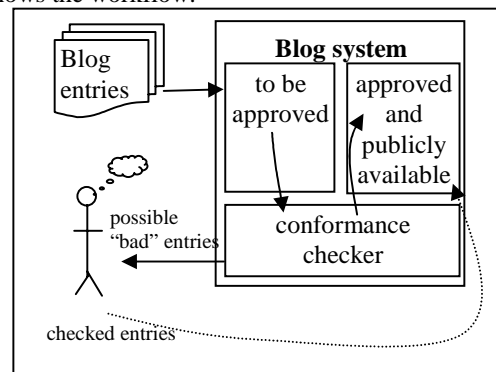 Blog system
Blog
entries
to be
approved
approved
and
publicly
available
possible
“bad” entries
conformance
checker
checked entries